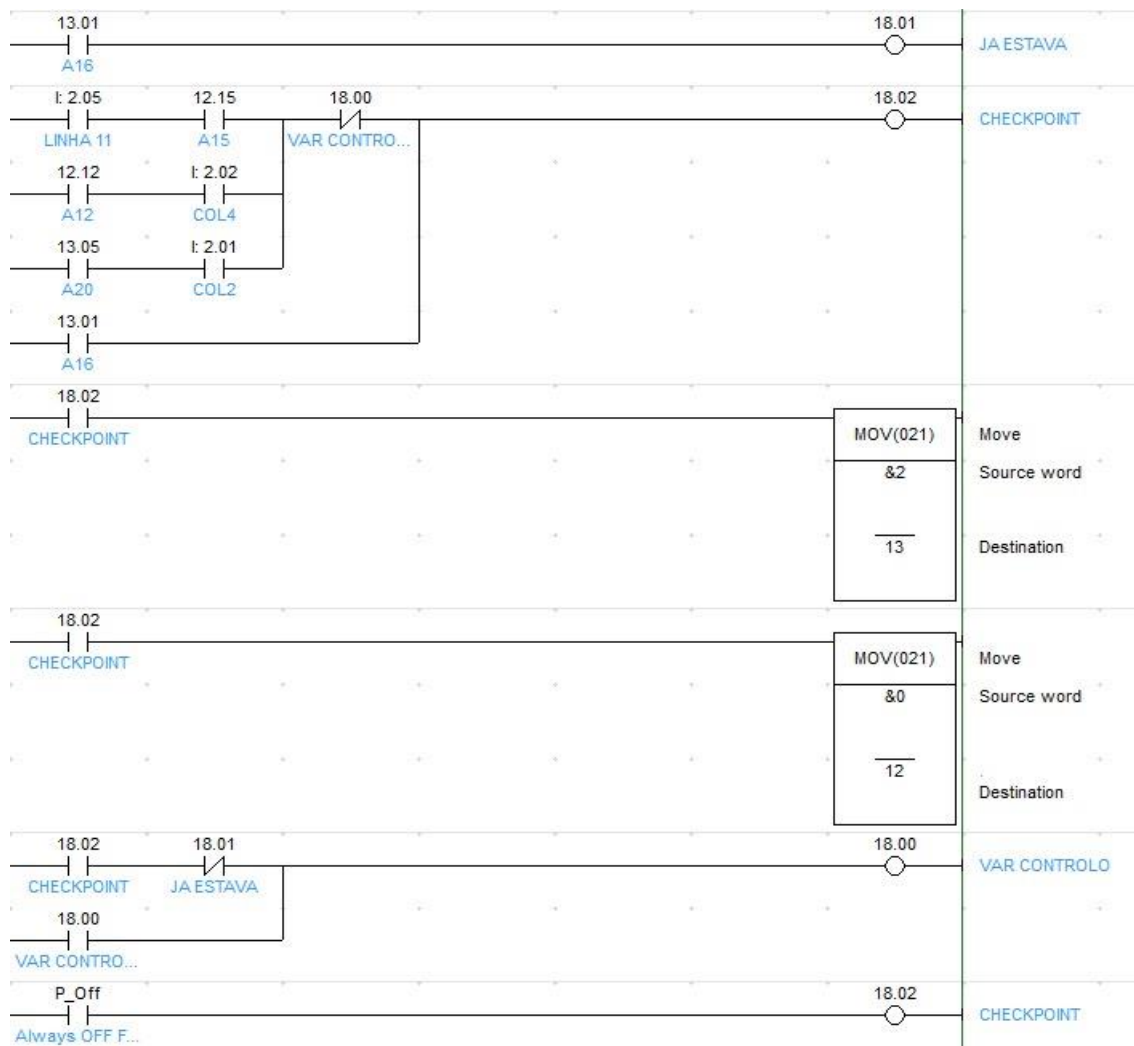 13.01 18.01
A16 JA ESTAVA
I: 2.05 12.15 18.00 18.02
LINHA 11 A15 VAR CONTRO... CHECKPOINT
12.12 I: 2.02
A12 COL4
13.05 I: 2.01
A20 COL2
13.01
A16
18.02
CHECKPOINT
MOV(021) Move
&2 Source word
13 Destination
18.02
CHECKPOINT
MOV(021) Move
&0 Source word
12 Destination
18.02 18.01 18.00
CHECKPOINT JA ESTAVA VAR CONTROLO
18.00
VAR CONTRO...
P_Off 18.02
Always OFF F... CHECKPOINT